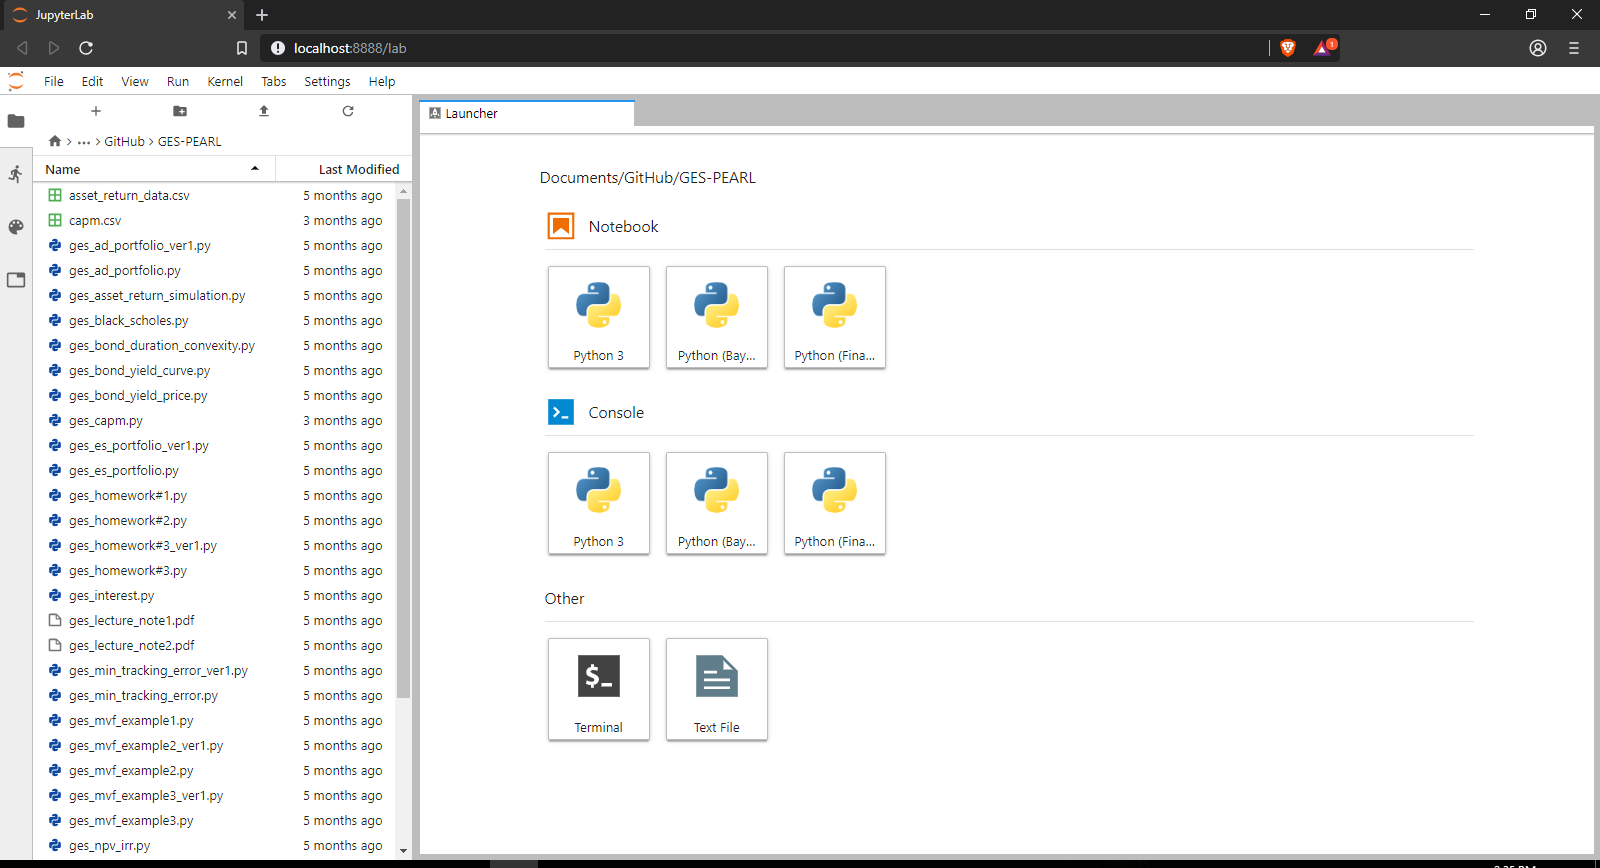 JupyterLab
localhost:8888/lab
1
File Edit View Run Kernel Tabs Settings Help
... > GitHub > GES-PEARL
Name Last Modified
asset_return_data.csv 5 months ago
capm.csv 3 months ago
ges_ad_portfolio_ver1.py 5 months ago
ges_ad_portfolio.py 5 months ago
ges_asset_return_simulation.py 5 months ago
ges_black_scholes.py 5 months ago
ges_bond_duration_convexity.py 5 months ago
ges_bond_yield_curve.py 5 months ago
ges_bond_yield_price.py 5 months ago
ges_capm.py 3 months ago
ges_es_portfolio_ver1.py 5 months ago
ges_es_portfolio.py 5 months ago
ges_homework#1.py 5 months ago
ges_homework#2.py 5 months ago
ges_homework#3_ver1.py 5 months ago
ges_homework#3.py 5 months ago
ges_interest.py 5 months ago
ges_lecture_note1.pdf 5 months ago
ges_lecture_note2.pdf 5 months ago
ges_min_tracking_error_ver1.py 5 months ago
ges_min_tracking_error.py 5 months ago
ges_mvf_example1.py 5 months ago
ges_mvf_example2_ver1.py 5 months ago
ges_mvf_example2.py 5 months ago
ges_mvf_example3_ver1.py 5 months ago
ges_mvf_example3.py 5 months ago
ges_npv_irr.py 5 months ago
Launcher
Documents/GitHub/GES-PEARL
Notebook
Python 3 Python (Bay... Python (Fina...
Console
Python 3 Python (Bay... Python (Fina...
Other
$_
Terminal Text File